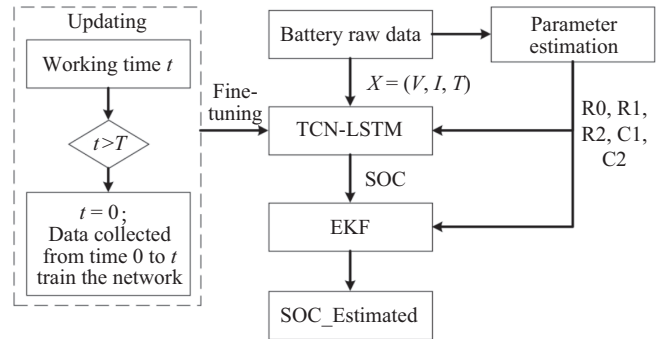 Updating
Working time t
t>T
t = 0;
Data collected
from time 0 to t
train the network
Fine-
tuning
Battery raw data
X = (V, I, T)
TCN-LSTM
SOC
EKF
SOC_Estimated
Parameter
estimation
R0, R1,
R2, C1,
C2